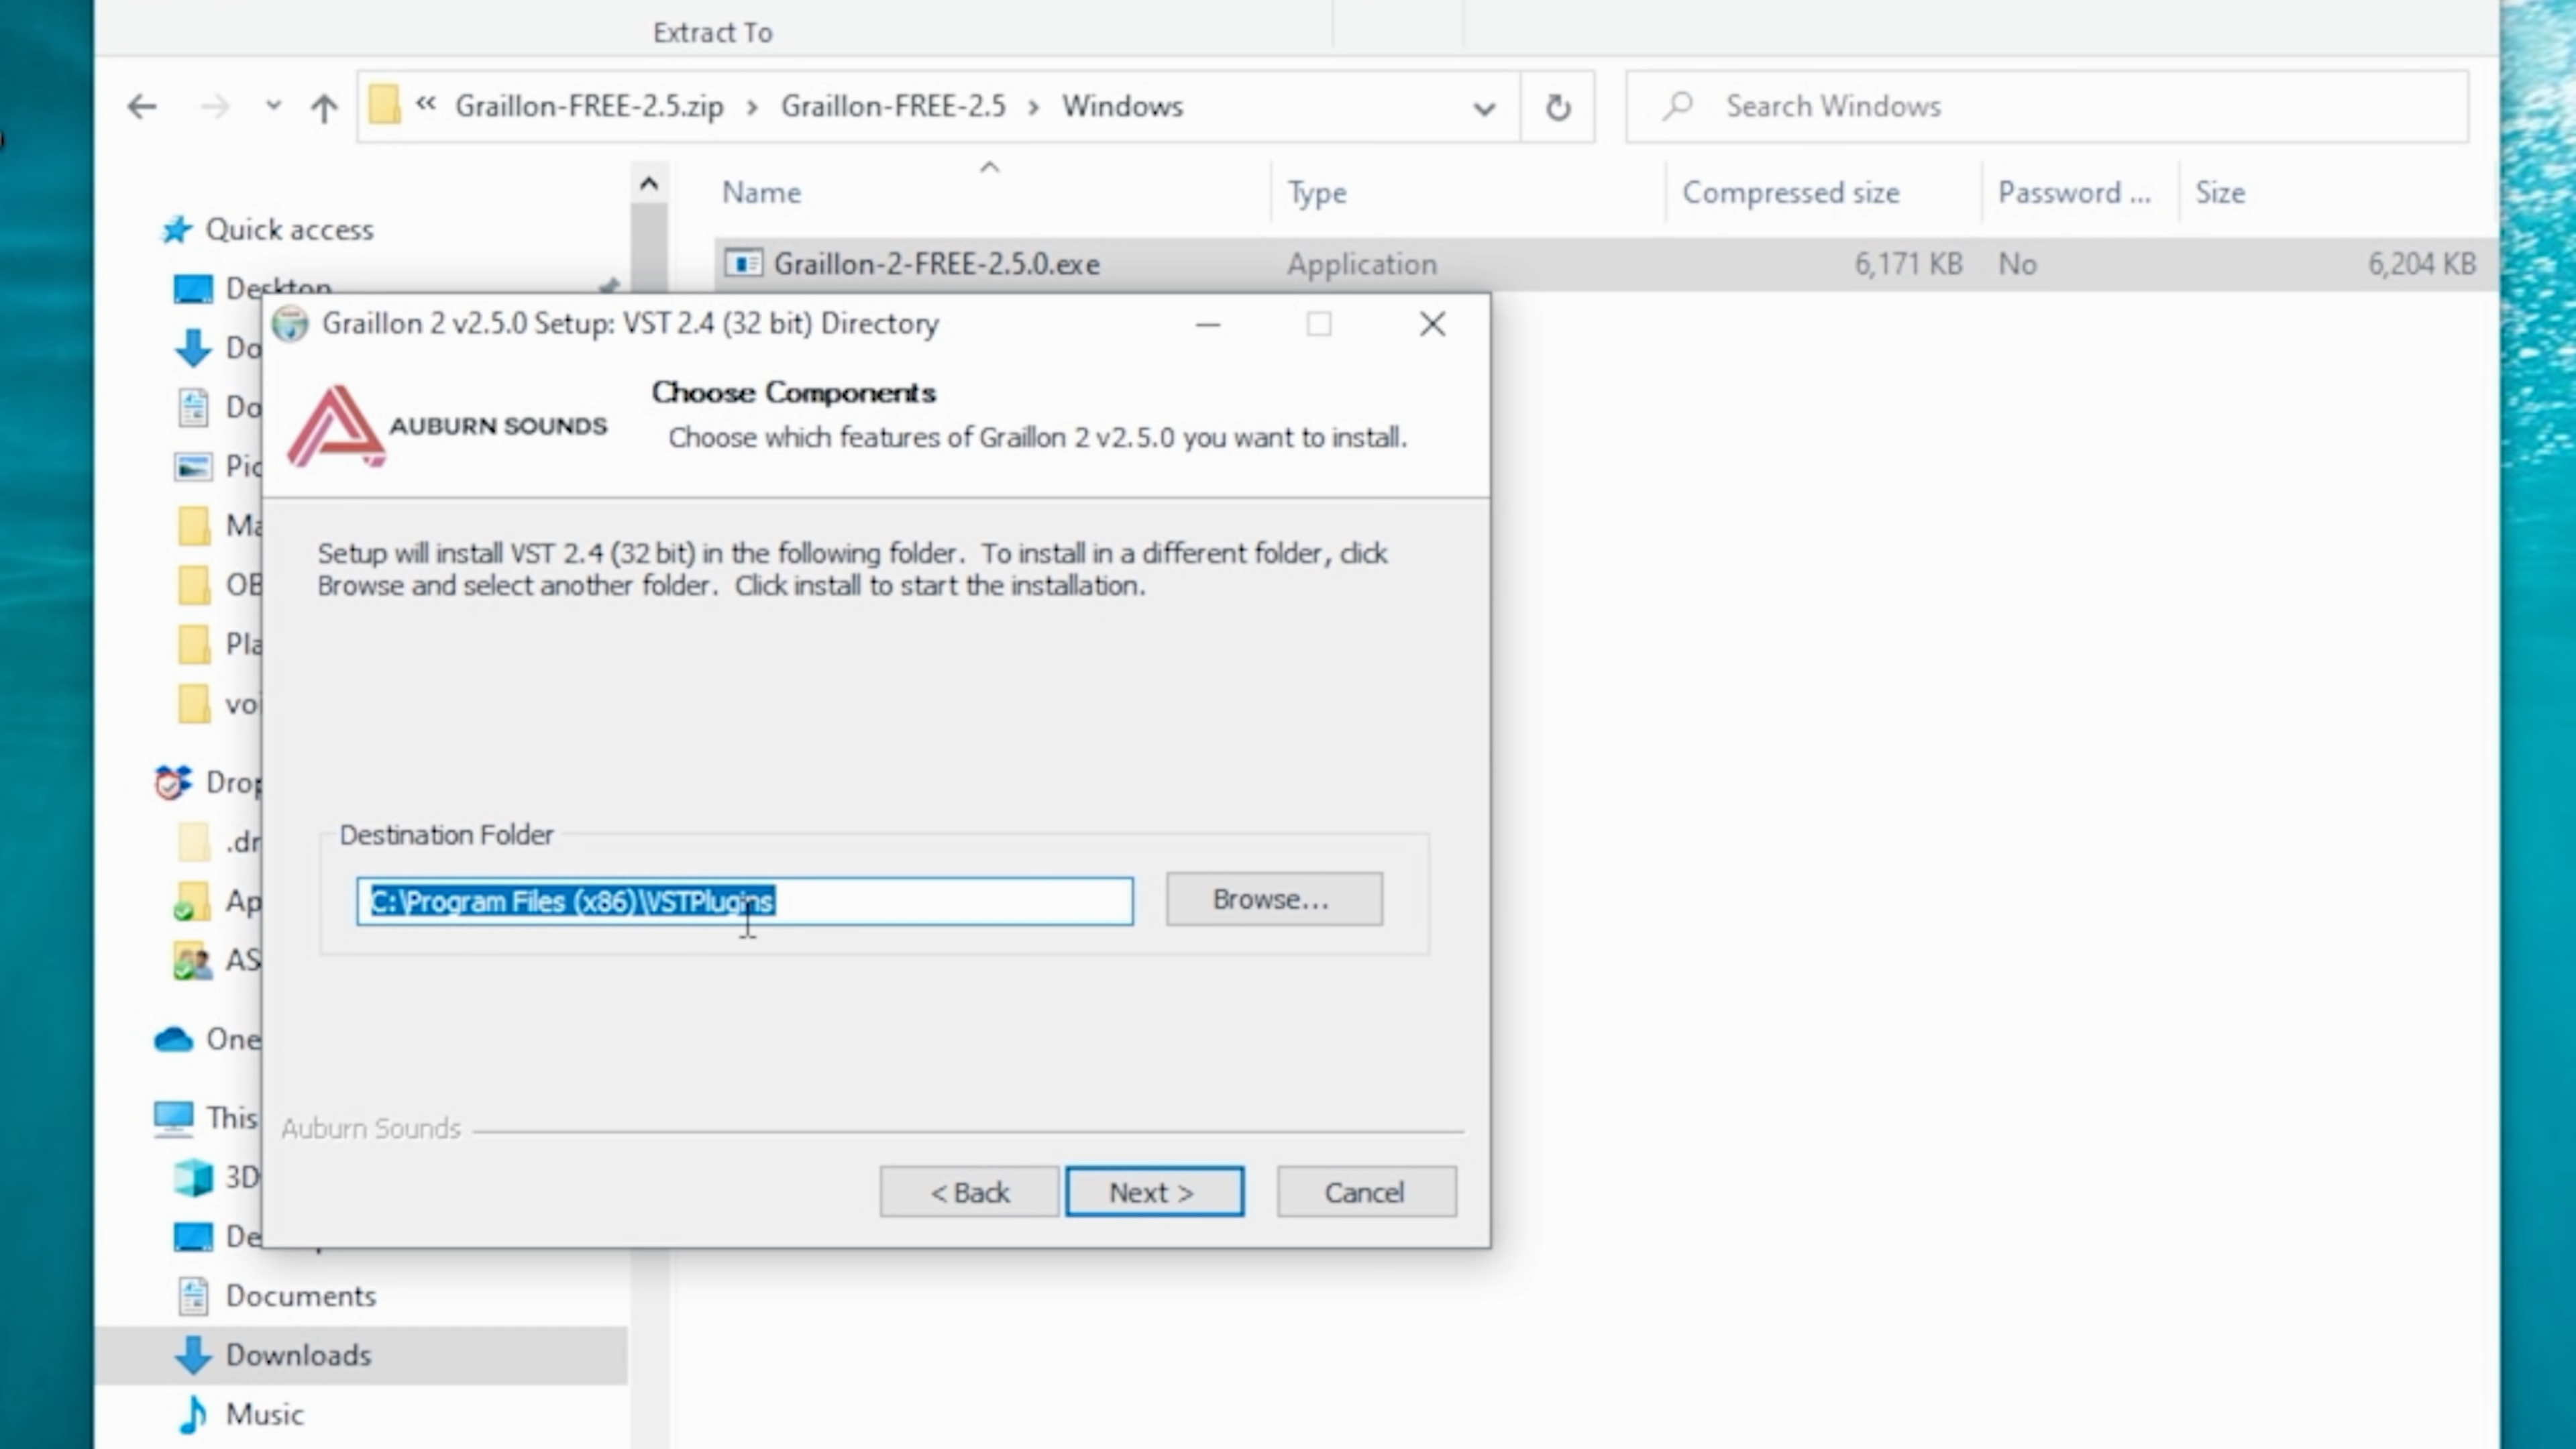 Extract To
« Graillon-FREE-2.5.zip > Graillon-FREE-2.5 > Windows
Search Windows
Name Type Compressed size Password ... Size
Graillon-2-FREE-2.5.0.exe Application 6,171 KB No 6,204 KB
Quick access
Desktop
Do
Do
Pic
Ma
OB
Pla
voi
Drop
.dr
Ap
AS
One
This
3D
De
Documents
Downloads
Music
Graillon 2 v2.5.0 Setup: VST 2.4 (32 bit) Directory
AUBURN SOUNDS
Choose Components
Choose which features of Graillon 2 v2.5.0 you want to install.
Setup will install VST 2.4 (32 bit) in the following folder. To install in a different folder, click
Browse and select another folder. Click install to start the installation.
Destination Folder
C:\Program Files (x86)\VSTPlugins
Browse...
Auburn Sounds
< Back Next > Cancel